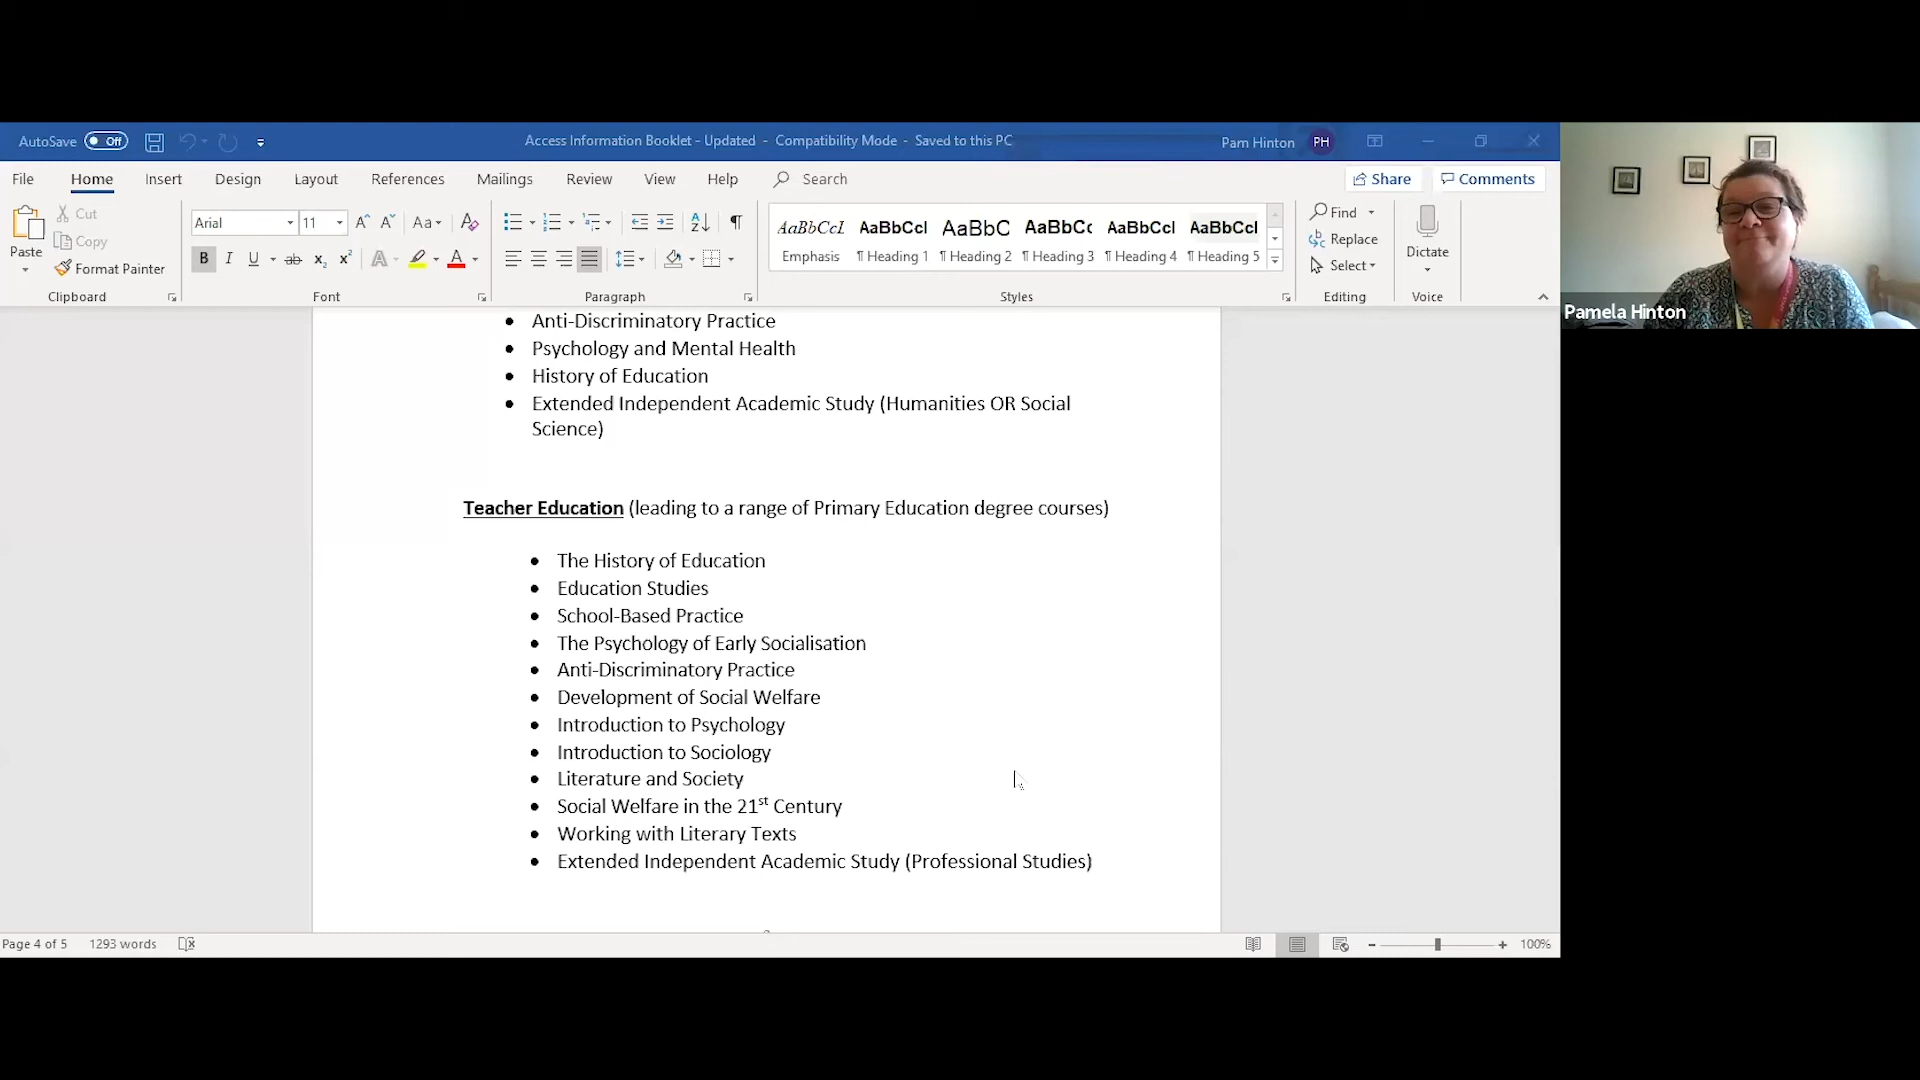 AutoSave Off
Access Information Booklet - Updated - Compatibility Mode - Saved to this PC
Pam Hinton PH
File Home Insert Design Layout References Mailings Review View Help Search
Share Comments
Paste
Cut
Copy
Format Painter
Clipboard
Arial 11
Font
Paragraph
AaBbCcI AaBbCcI AaBbC AaBbCc AaBbCcI AaBbCcI
Emphasis ¶ Heading 1 ¶ Heading 2 ¶ Heading 3 ¶ Heading 4 ¶ Heading 5
Styles
Find
Replace
Select
Editing
Dictate
Voice
Pamela Hinton
• Anti-Discriminatory Practice
• Psychology and Mental Health
• History of Education
• Extended Independent Academic Study (Humanities OR Social
Science)
Teacher Education (leading to a range of Primary Education degree courses)
• The History of Education
• Education Studies
• School-Based Practice
• The Psychology of Early Socialisation
• Anti-Discriminatory Practice
• Development of Social Welfare
• Introduction to Psychology
• Introduction to Sociology
• Literature and Society
• Social Welfare in the 21st Century
• Working with Literary Texts
• Extended Independent Academic Study (Professional Studies)
Page 4 of 5 1293 words
100%